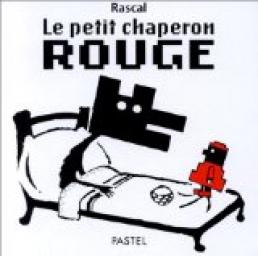 Rascal
Le petit chaperon
ROUGE
PASTEL